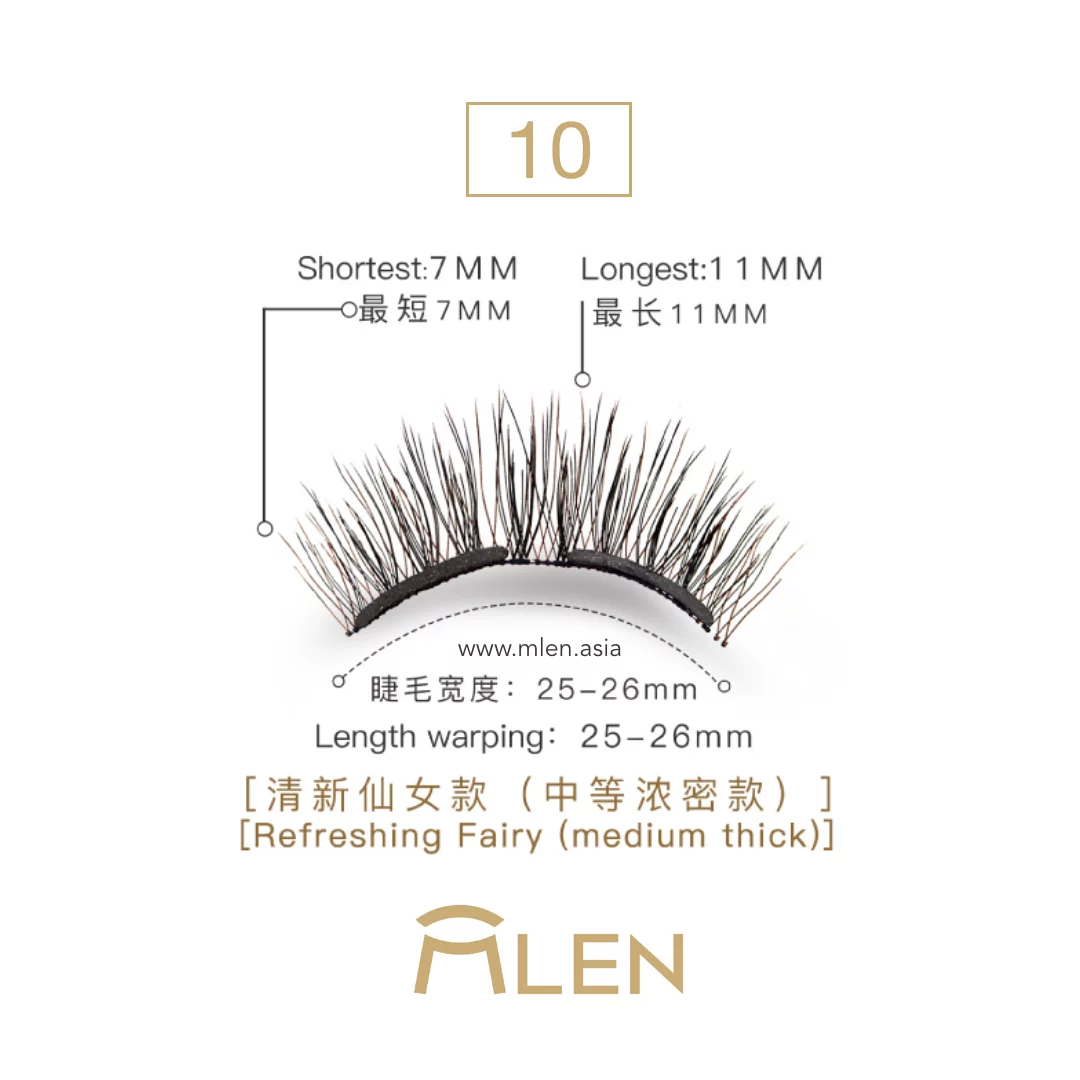 10
Shortest:7MM
最短7MM
Longest:11MM
最长11MM
www.mlen.asia
睫毛宽度：25-26mm
Length warping：25-26mm
[清新仙女款（中等浓密款）]
[Refreshing Fairy (medium thick)]
MLEN